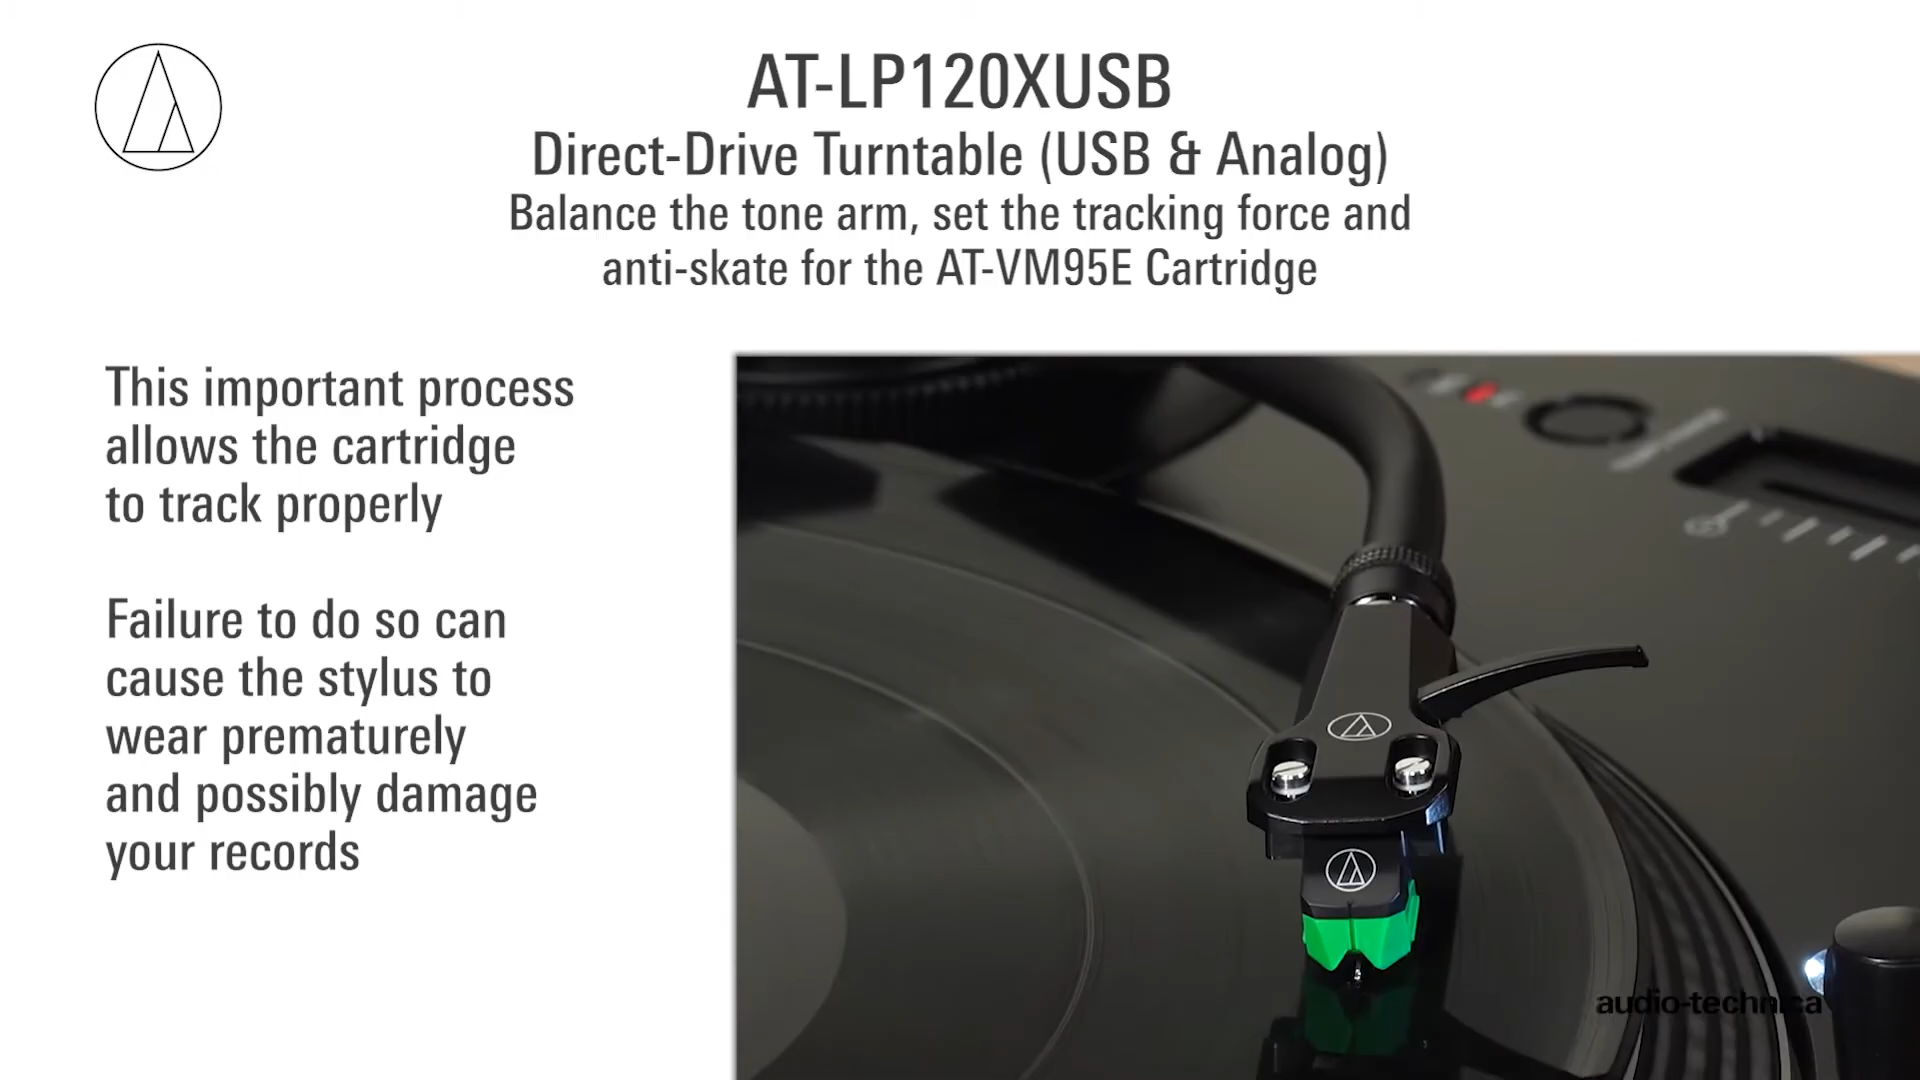 AT-LP120XUSB
Direct-Drive Turntable (USB & Analog)
Balance the tone arm, set the tracking force and
anti-skate for the AT-VM95E Cartridge
This important process
allows the cartridge
to track properly
Failure to do so can
cause the stylus to
wear prematurely
and possibly damage
your records
audio-technica